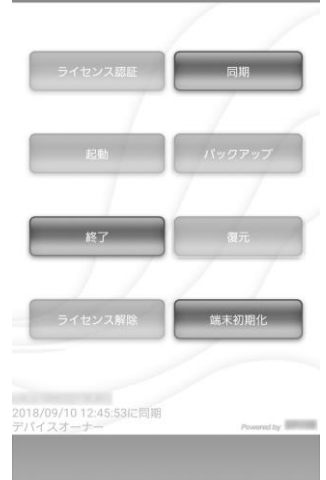 ライセンス認証
同期
起動
バックアップ
終了
復元
ライセンス解除
端末初期化
2018/09/10 12:45:53に同期
デバイスオーナー
Powered by